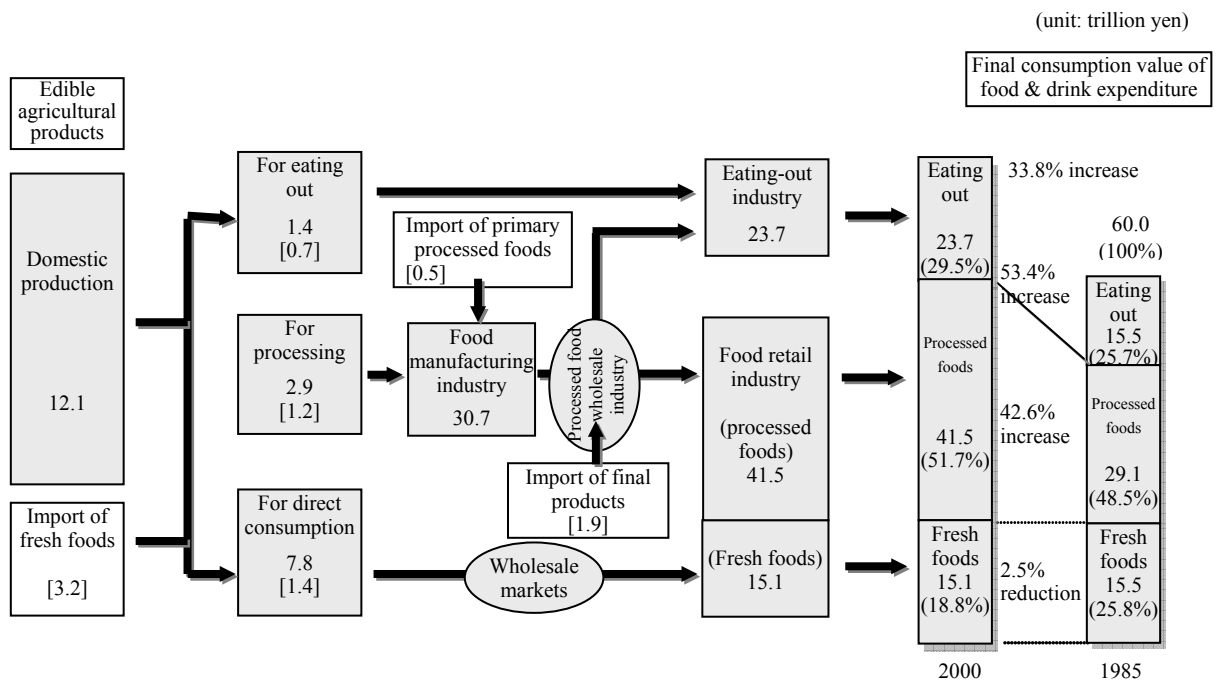 (unit: trillion yen)
Final consumption value of
food & drink expenditure
Edible
agricultural
products
Domestic
production
12.1
Import of
fresh foods
[3.2]
For eating
out
1.4
[0.7]
For
processing
2.9
[1.2]
For direct
consumption
7.8
[1.4]
Import of primary
processed foods
[0.5]
Food
manufacturing
industry
30.7
Processed food
wholesale
industry
Import of final
products
[1.9]
Wholesale
markets
Eating-out
industry
23.7
Food retail
industry
(processed
foods)
41.5
(Fresh foods)
15.1
Eating
out
23.7
(29.5%)
Processed
foods
41.5
(51.7%)
Fresh
foods
15.1
(18.8%)
2000
33.8% increase
53.4%
increase
42.6%
increase
2.5%
reduction
60.0
(100%)
Eating
out
15.5
(25.7%)
Processed
foods
29.1
(48.5%)
Fresh
foods
15.5
(25.8%)
1985